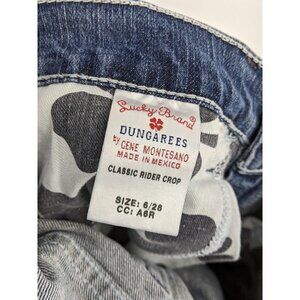 Lucky Brand®
DUNGAREES
by GENE MONTESANO
MADE IN MEXICO
CLASSIC RIDER CROP
SIZE: 6/28
CC: A6R